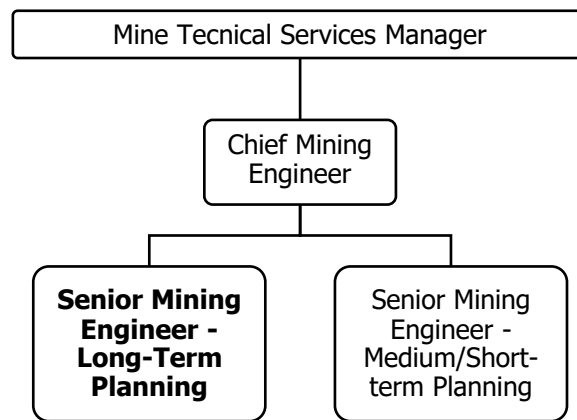 Mine Tecnical Services Manager
Chief Mining
Engineer
Senior Mining
Engineer -
Long-Term
Planning
Senior Mining
Engineer -
Medium/Short-
term Planning